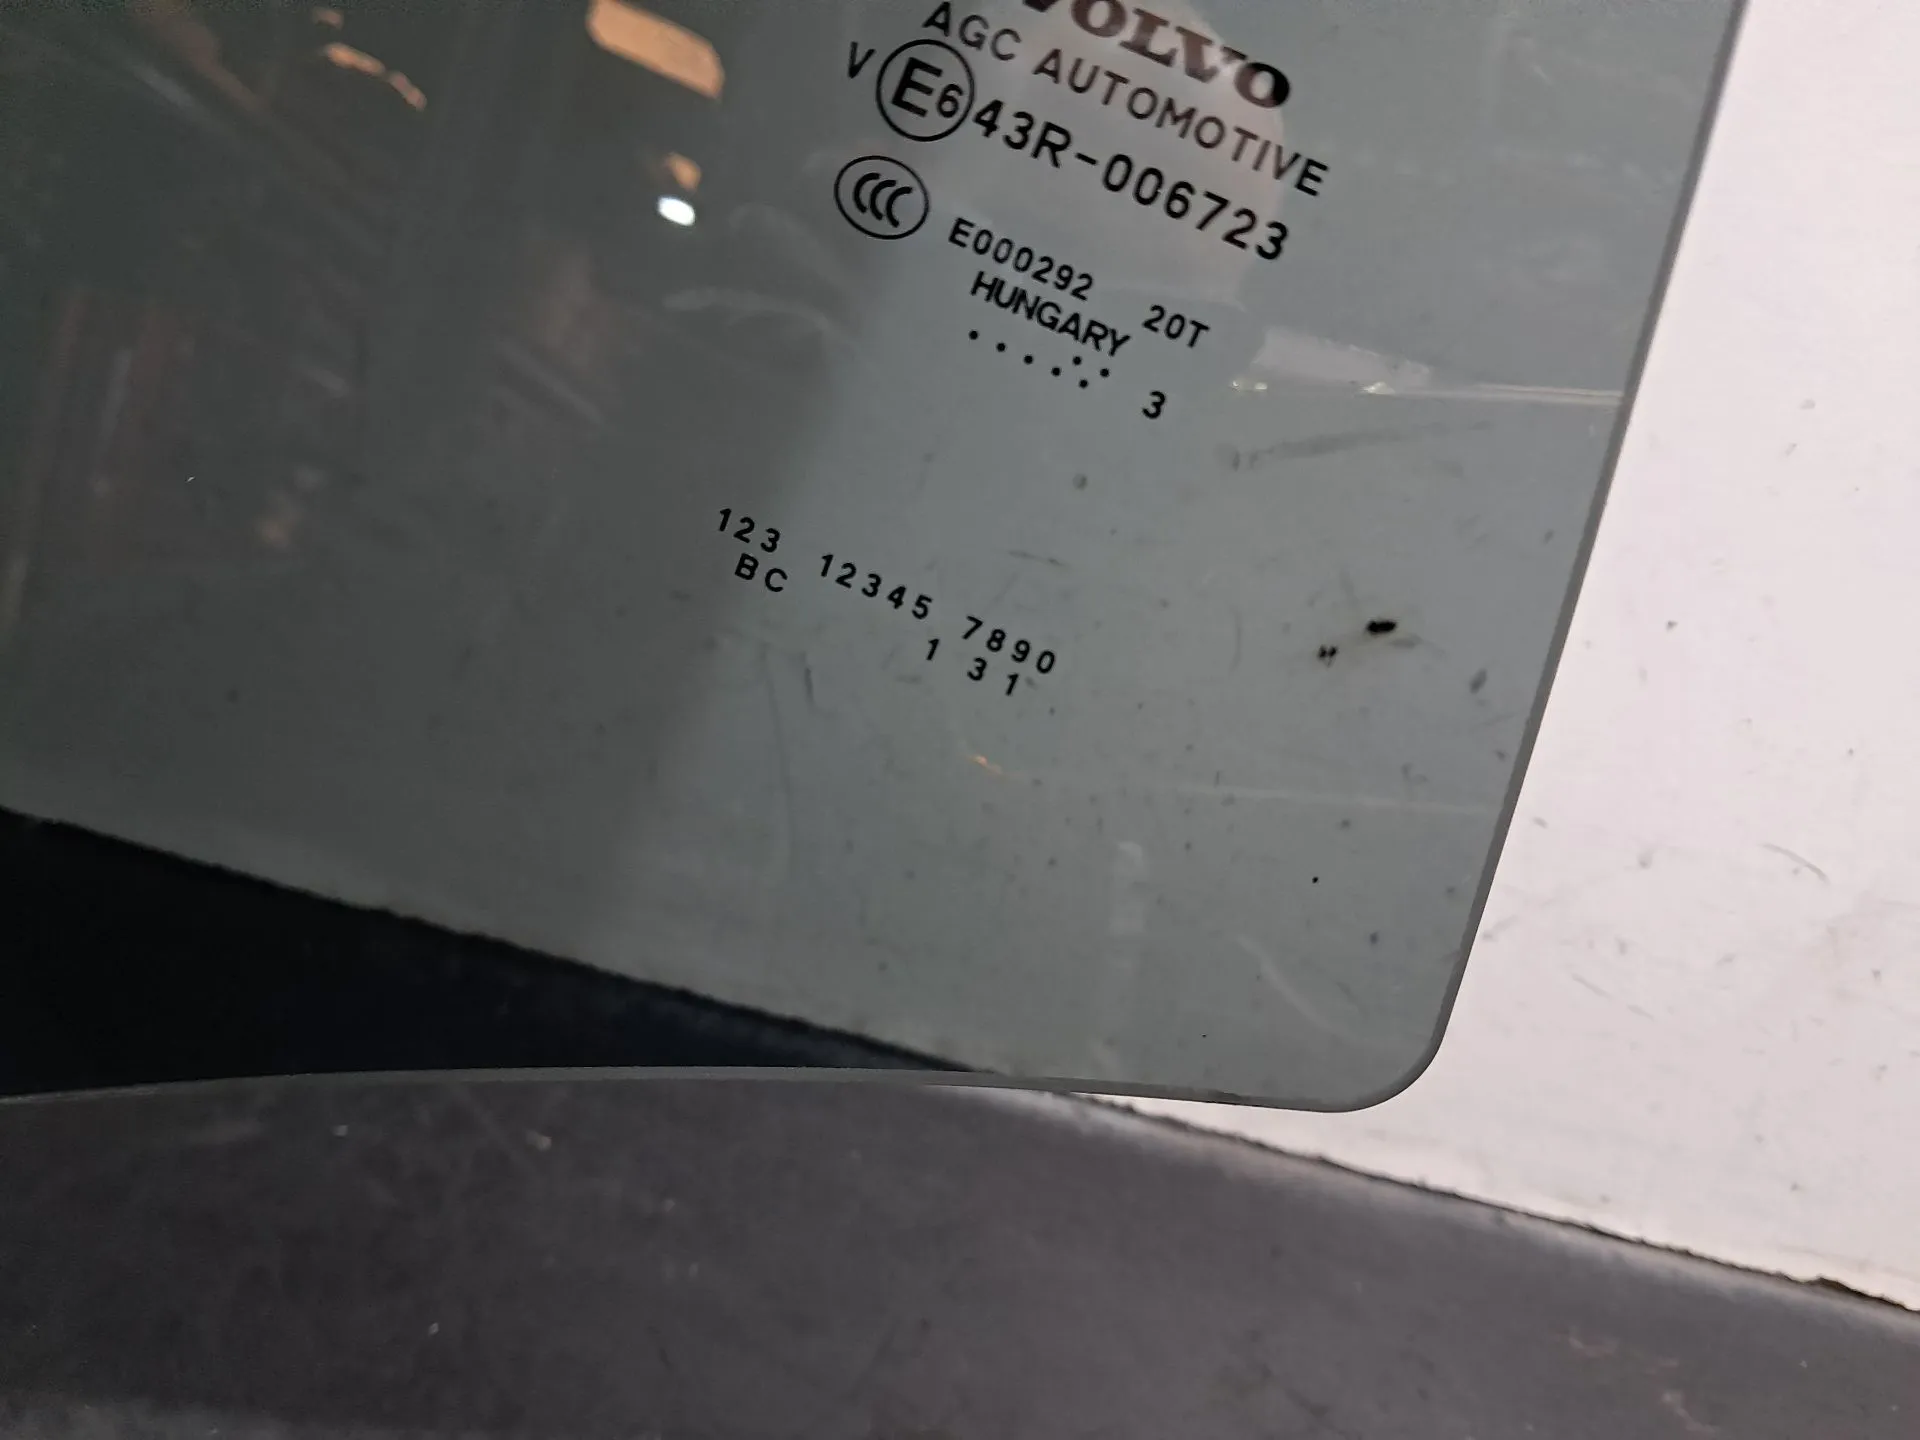 VOLVO
AGC AUTOMOTIVE
V E6 43R-006723
CCC E000292 20T
HUNGARY
....:.· 3
123 12345 7890
BC 1 3 1